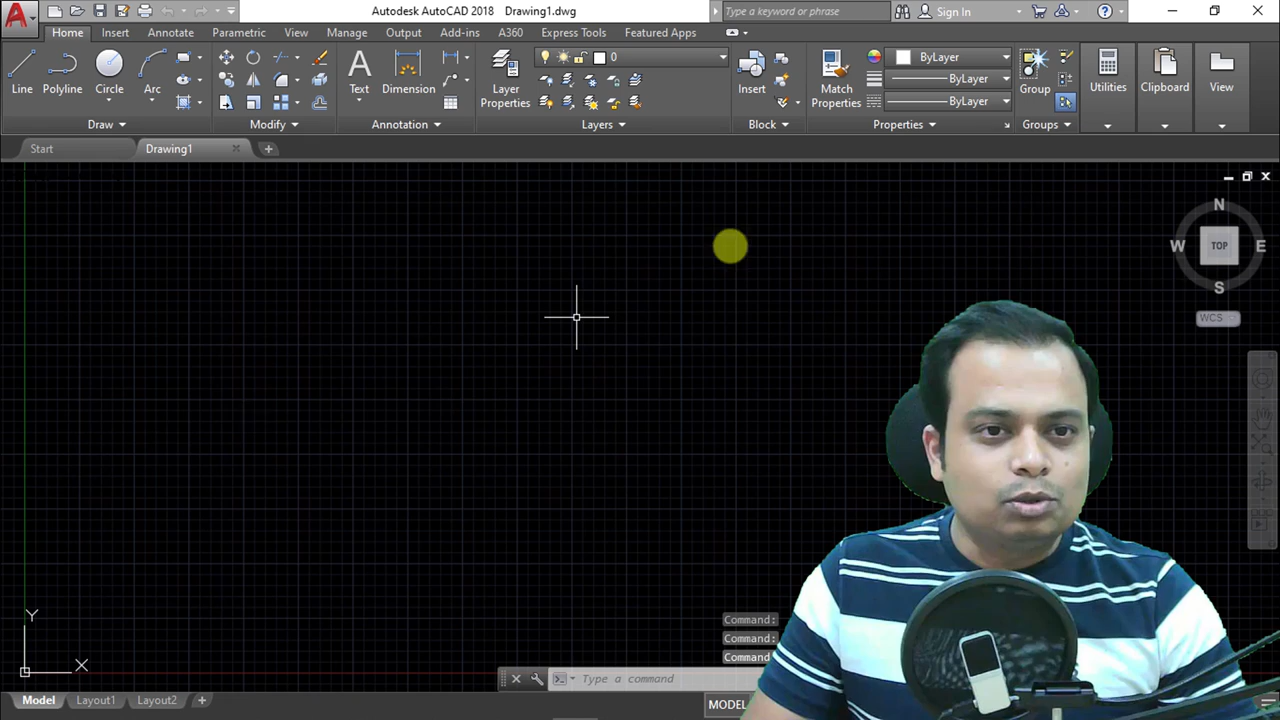 Autodesk AutoCAD 2018 Drawing1.dwg
Type a keyword or phrase
Sign In
Home Insert Annotate Parametric View Manage Output Add-ins A360 Express Tools Featured Apps
Line Polyline Circle Arc
Text Dimension
Layer Properties
0
Insert
Match Properties
ByLayer
ByLayer
ByLayer
Group
Utilities
Clipboard
View
Draw Modify Annotation Layers Block Properties Groups
Start Drawing1
N
W TOP E
S
WCS
Y
X
Command:
Command:
Command
Type a command
Model Layout1 Layout2
MODEL